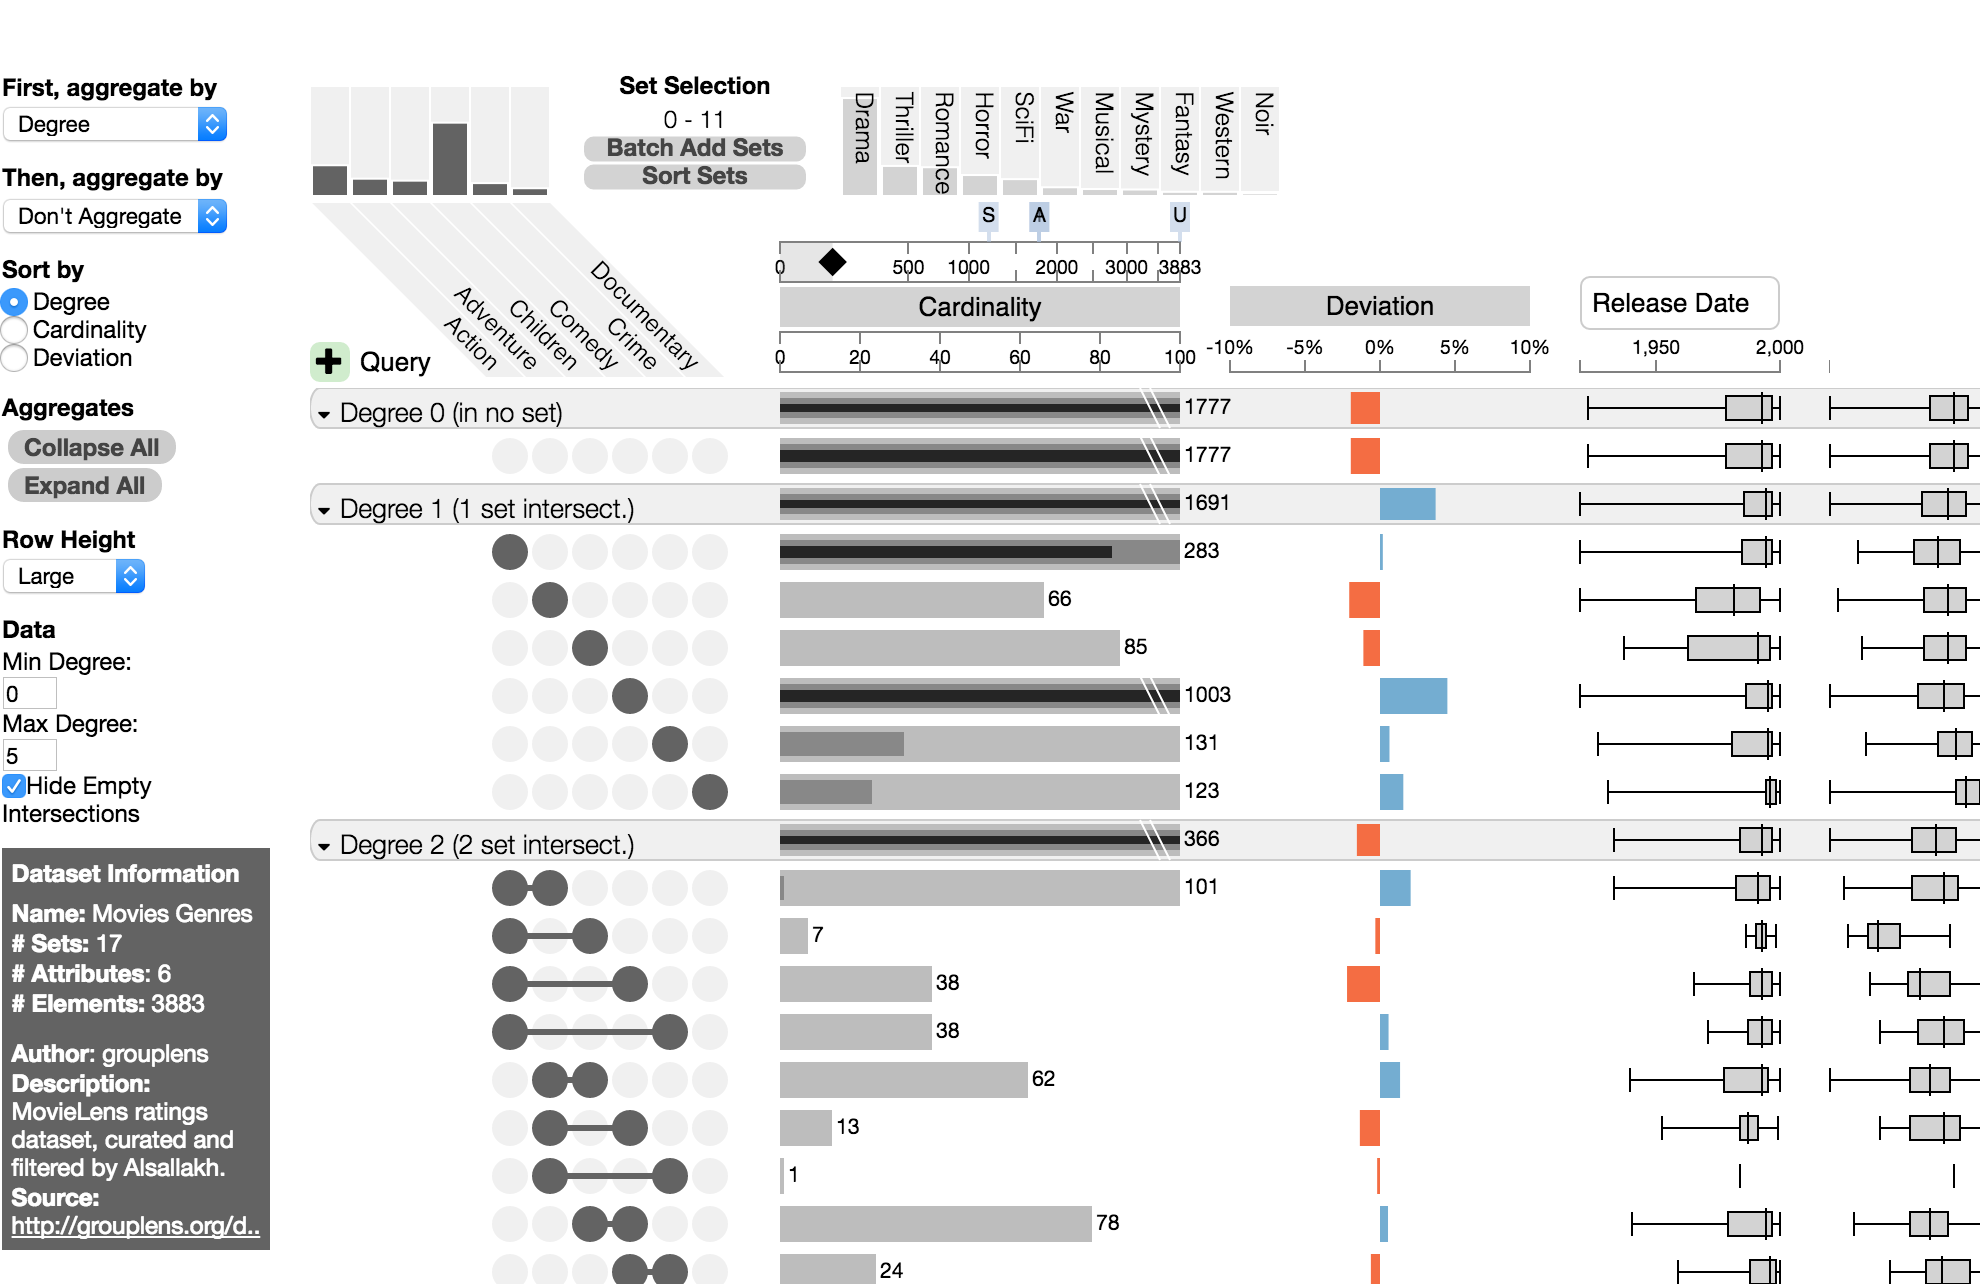 First, aggregate by
Degree
Then, aggregate by
Don't Aggregate
Sort by
Degree
Cardinality
Deviation
Aggregates
Collapse All
Expand All
Row Height
Large
Data
Min Degree:
0
Max Degree:
5
Hide Empty
Intersections
Dataset Information
Name: Movies Genres
# Sets: 17
# Attributes: 6
# Elements: 3883
Author: grouplens
Description:
MovieLens ratings
dataset, curated and
filtered by Alsallakh.
Source:
http://grouplens.org/d..
Set Selection
0 - 11
Batch Add Sets
Sort Sets
Drama
Thriller
Romance
Horror
SciFi
War
Musical
Mystery
Fantasy
Western
Noir
S A U
0 500 1000 2000 3000 3883
Cardinality
0 20 40 60 80 100
Deviation
-10% -5% 0% 5% 10%
Release Date
1,950 2,000
Action
Adventure
Children
Comedy
Crime
Documentary
Query
Degree 0 (in no set) 1777
1777
Degree 1 (1 set intersect.) 1691
283
66
85
1003
131
123
Degree 2 (2 set intersect.) 366
101
7
38
38
62
13
1
78
24